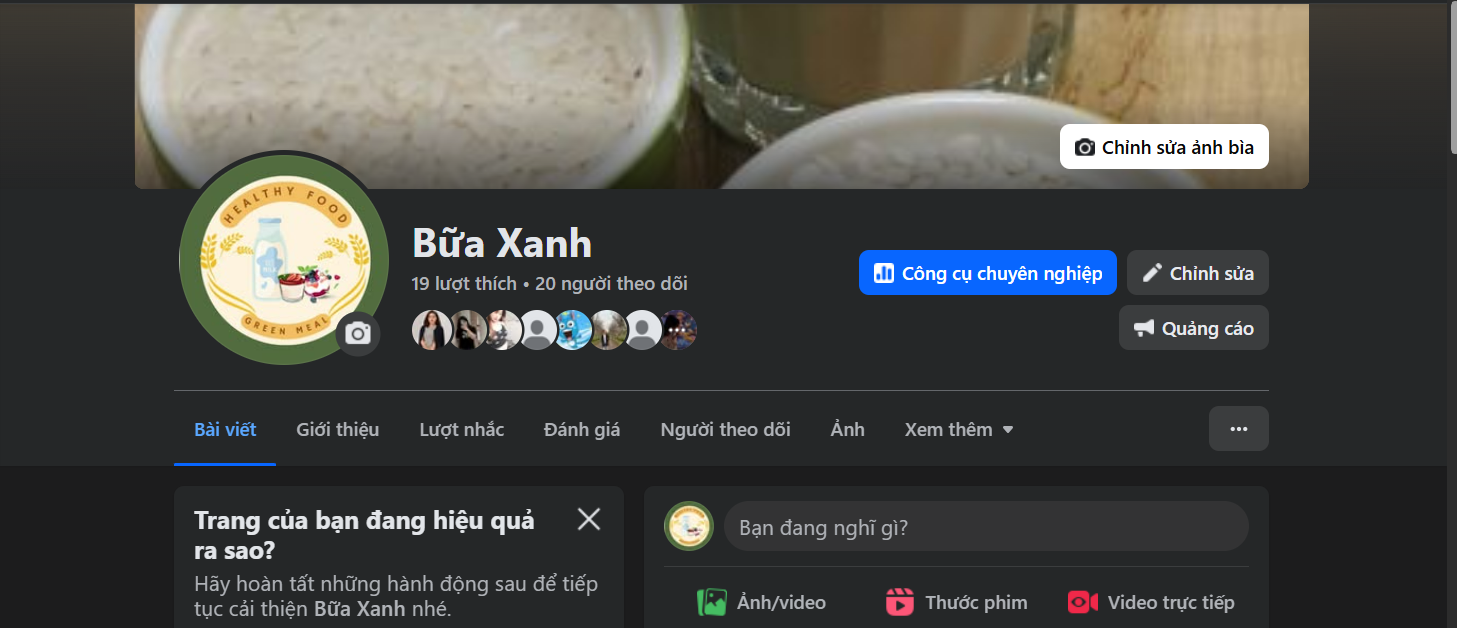 Chỉnh sửa ảnh bìa
HEALTHY FOOD
MILK
GREEN MEAL
Bữa Xanh
19 lượt thích • 20 người theo dõi
Công cụ chuyên nghiệp
Chỉnh sửa
Quảng cáo
Bài viết
Giới thiệu
Lượt nhắc
Đánh giá
Người theo dõi
Ảnh
Xem thêm
Trang của bạn đang hiệu quả
ra sao?
Hãy hoàn tất những hành động sau để tiếp
tục cải thiện Bữa Xanh nhé.
Bạn đang nghĩ gì?
Ảnh/video
Thước phim
Video trực tiếp